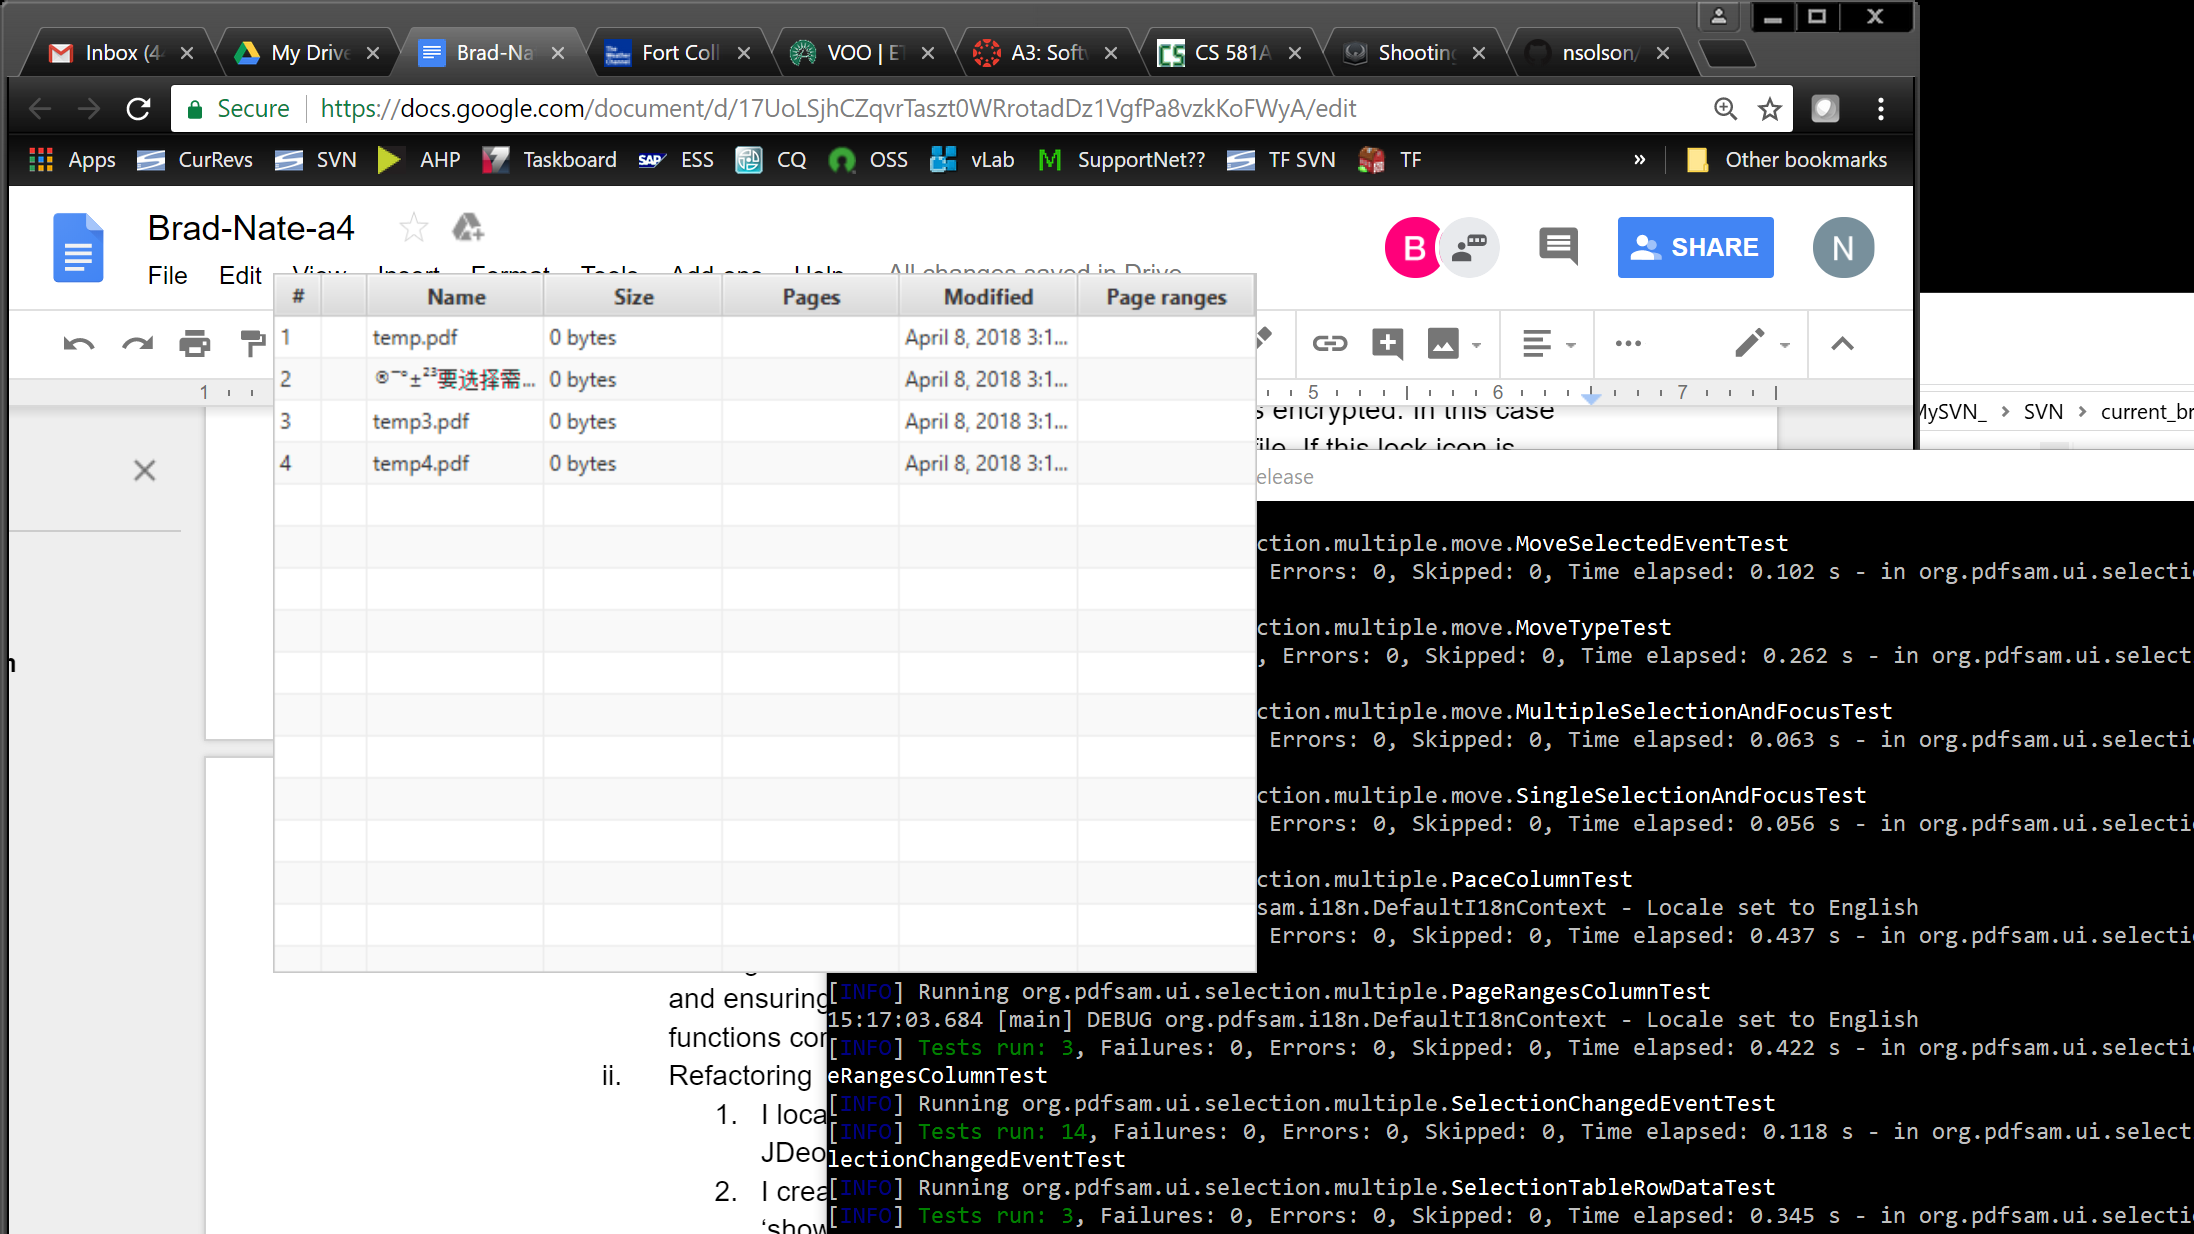 Inbox (4
My Drive
Brad-Na
Fort Coll
VOO | E
A3: Soft
CS 581A
Shooting
nsolson/
Secure
https://docs.google.com/document/d/17UoLSjhCZqvrTaszt0WRrotadDz1VgfPa8vzkKoFWyA/edit
Apps CurRevs SVN AHP Taskboard ESS CQ OSS vLab SupportNet?? TF SVN TF » Other bookmarks
Brad-Nate-a4
B SHARE N
File Edit View Insert Format Tools Add-ons Help All changes saved in Drive
# Name Size Pages Modified Page ranges
1 temp.pdf 0 bytes April 8, 2018 3:1...
2 ®¯°±²³要选择需... 0 bytes April 8, 2018 3:1...
3 temp3.pdf 0 bytes April 8, 2018 3:1...
4 temp4.pdf 0 bytes April 8, 2018 3:1...
1 5 6 7
s encrypted. In this case
file. If this lock icon is
MySVN_ > SVN > current_br
elease
ction.multiple.move.MoveSelectedEventTest
Errors: 0, Skipped: 0, Time elapsed: 0.102 s - in org.pdfsam.ui.selecti
ction.multiple.move.MoveTypeTest
, Errors: 0, Skipped: 0, Time elapsed: 0.262 s - in org.pdfsam.ui.select
ction.multiple.move.MultipleSelectionAndFocusTest
Errors: 0, Skipped: 0, Time elapsed: 0.063 s - in org.pdfsam.ui.selecti
ction.multiple.move.SingleSelectionAndFocusTest
Errors: 0, Skipped: 0, Time elapsed: 0.056 s - in org.pdfsam.ui.selecti
ction.multiple.PaceColumnTest
sam.i18n.DefaultI18nContext - Locale set to English
Errors: 0, Skipped: 0, Time elapsed: 0.437 s - in org.pdfsam.ui.selecti
[INFO] Running org.pdfsam.ui.selection.multiple.PageRangesColumnTest
15:17:03.684 [main] DEBUG org.pdfsam.i18n.DefaultI18nContext - Locale set to English
[INFO] Tests run: 3, Failures: 0, Errors: 0, Skipped: 0, Time elapsed: 0.422 s - in org.pdfsam.ui.selecti
eRangesColumnTest
[INFO] Running org.pdfsam.ui.selection.multiple.SelectionChangedEventTest
[INFO] Tests run: 14, Failures: 0, Errors: 0, Skipped: 0, Time elapsed: 0.118 s - in org.pdfsam.ui.select
lectionChangedEventTest
[INFO] Running org.pdfsam.ui.selection.multiple.SelectionTableRowDataTest
[INFO] Tests run: 3, Failures: 0, Errors: 0, Skipped: 0, Time elapsed: 0.345 s - in org.pdfsam.ui.selecti
and ensuring
functions cor
ii. Refactoring
1. I loca
JDeo
2. I crea
‘show